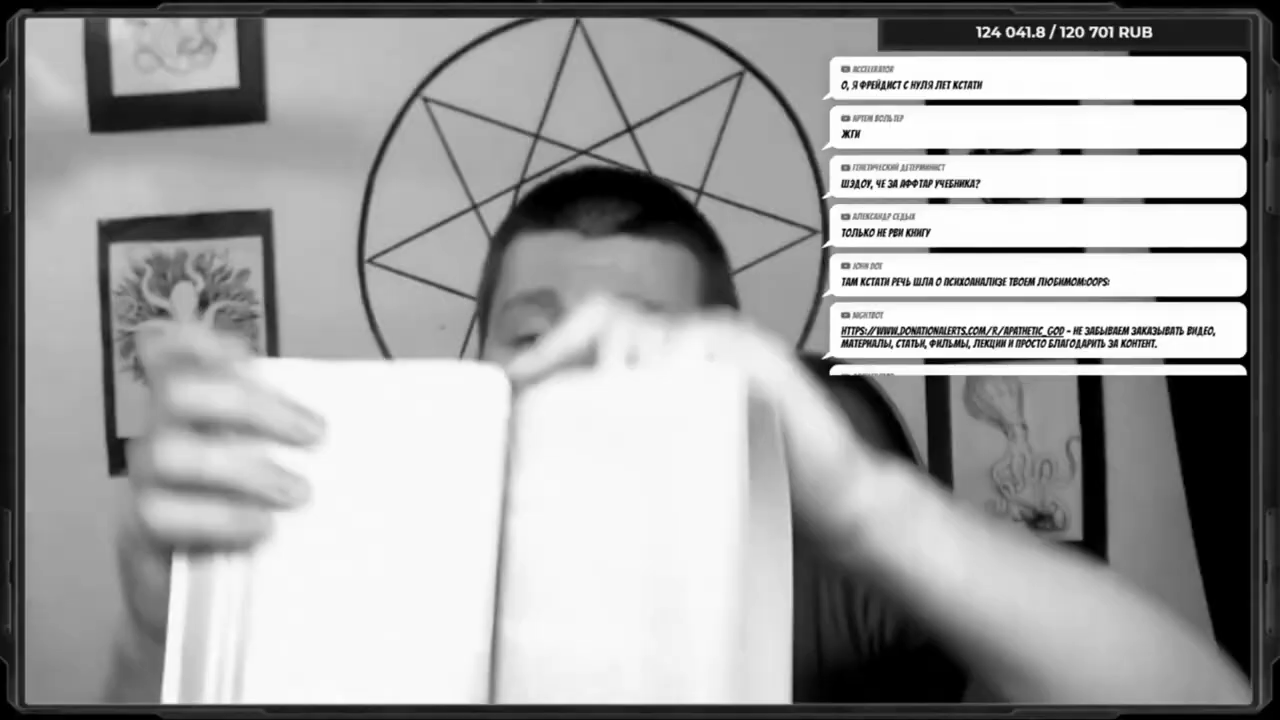 124 041.8 / 120 701 RUB
ACCELERATOR
О, Я ФРЕЙДИСТ С НУЛЯ ЛЕТ КСТАТИ
АРТЕМ ВОЛЬТЕР
ЖГИ
ГЕНЕТИЧЕСКИЙ ДЕТЕРМИНИСТ
ШЭДОУ, ЧЕ ЗА АФФТАР УЧЕБНИКА?
АЛЕКСАНДР СЕДЫХ
ТОЛЬКО НЕ РВИ КНИГУ
JOHN DOE
ТАМ КСТАТИ РЕЧЬ ШЛА О ПСИХОАНАЛИЗЕ ТВОЕМ ЛЮБИМОМ:OOPS:
NIGHTBOT
HTTPS://WWW.DONATIONALERTS.COM/R/APATHETIC_GOD - НЕ ЗАБЫВАЕМ ЗАКАЗЫВАТЬ ВИДЕО,
МАТЕРИАЛЫ, СТАТЬИ, ФИЛЬМЫ, ЛЕКЦИИ И ПРОСТО БЛАГОДАРИТЬ ЗА КОНТЕНТ.